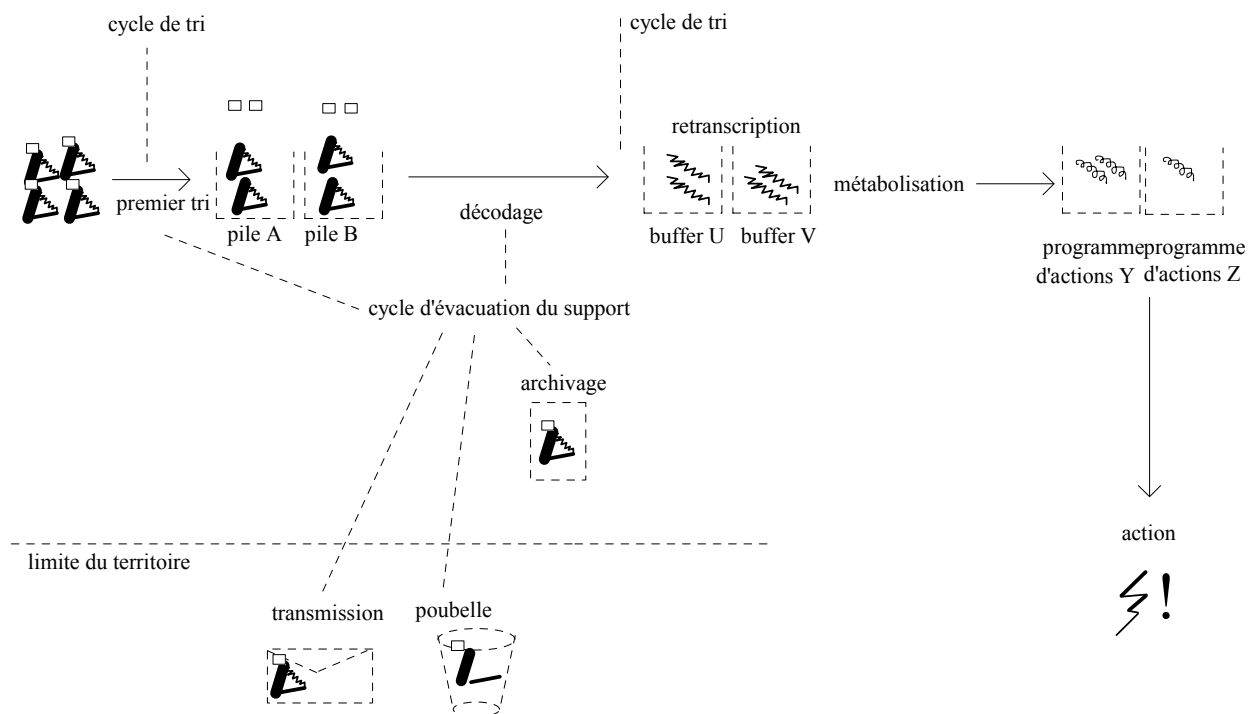 cycle de tri
cycle de tri
retranscription
premier tri
métabolisation
décodage
pile A
pile B
buffer U
buffer V
programme
d'actions Y
programme
d'actions Z
cycle d'évacuation du support
archivage
action
limite du territoire
transmission
poubelle
!